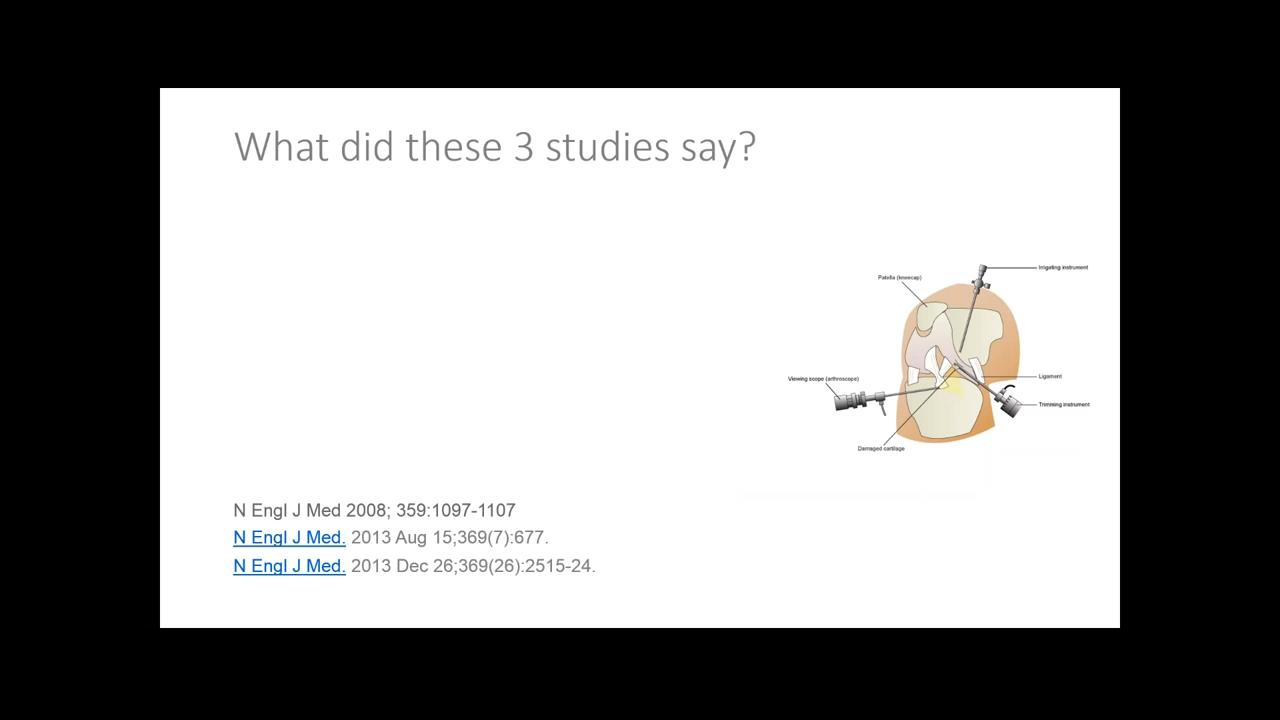 What did these 3 studies say?
Irrigating instrument
Patella (kneecap)
Ligament
Viewing scope (arthroscope)
Trimming instrument
Damaged cartilage
N Engl J Med 2008; 359:1097-1107
N Engl J Med. 2013 Aug 15;369(7):677.
N Engl J Med. 2013 Dec 26;369(26):2515-24.